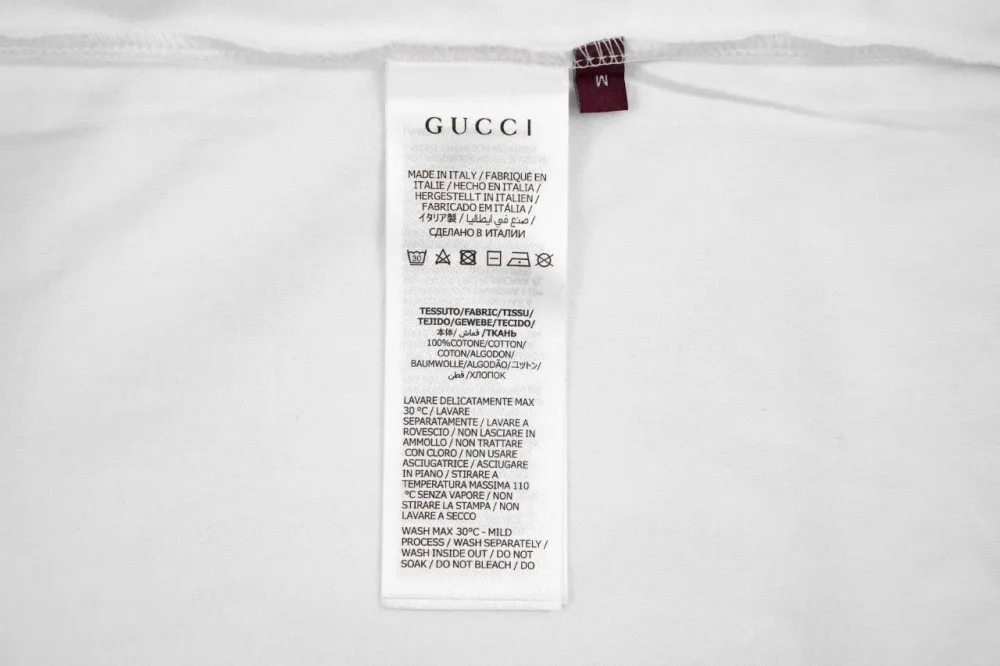 M
GUCCI
MADE IN ITALY / FABRIQUÉ EN
ITALIE / HECHO EN ITALIA /
HERGESTELLT IN ITALIEN /
FABRICADO EM ITÁLIA /
イタリア製 / صنع في ايطاليا /
СДЕЛАНО В ИТАЛИИ
30
TESSUTO/FABRIC/TISSU/
TEJIDO/GEWEBE/TECIDO/
本体/ قماش /ТКАНЬ
100%COTONE/COTTON/
COTON/ALGODON/
BAUMWOLLE/ALGODÃO/コットン/
قطن /ХЛОПОК
LAVARE DELICATAMENTE MAX
30 °C / LAVARE
SEPARATAMENTE / LAVARE A
ROVESCIO / NON LASCIARE IN
AMMOLLO / NON TRATTARE
CON CLORO / NON USARE
ASCIUGATRICE / ASCIUGARE
IN PIANO / STIRARE A
TEMPERATURA MASSIMA 110
°C SENZA VAPORE / NON
STIRARE LA STAMPA / NON
LAVARE A SECCO
WASH MAX 30°C - MILD
PROCESS / WASH SEPARATELY /
WASH INSIDE OUT / DO NOT
SOAK / DO NOT BLEACH / DO